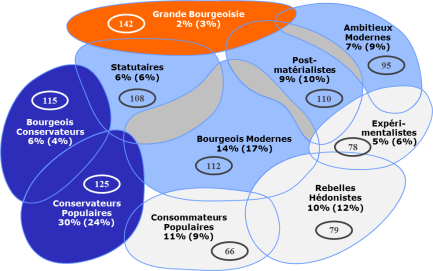 Grande Bourgeoisie
2% (3%)
142
Ambitieux
Modernes
7% (9%)
95
Statutaires
6% (6%)
108
Post-
matérialistes
9% (10%)
110
115
Bourgeois
Conservateurs
6% (4%)
Expéri-
mentalistes
5% (6%)
78
Bourgeois Modernes
14% (17%)
112
125
Conservateurs
Populaires
30% (24%)
Rebelles
Hédonistes
10% (12%)
79
Consommateurs
Populaires
11% (9%)
66